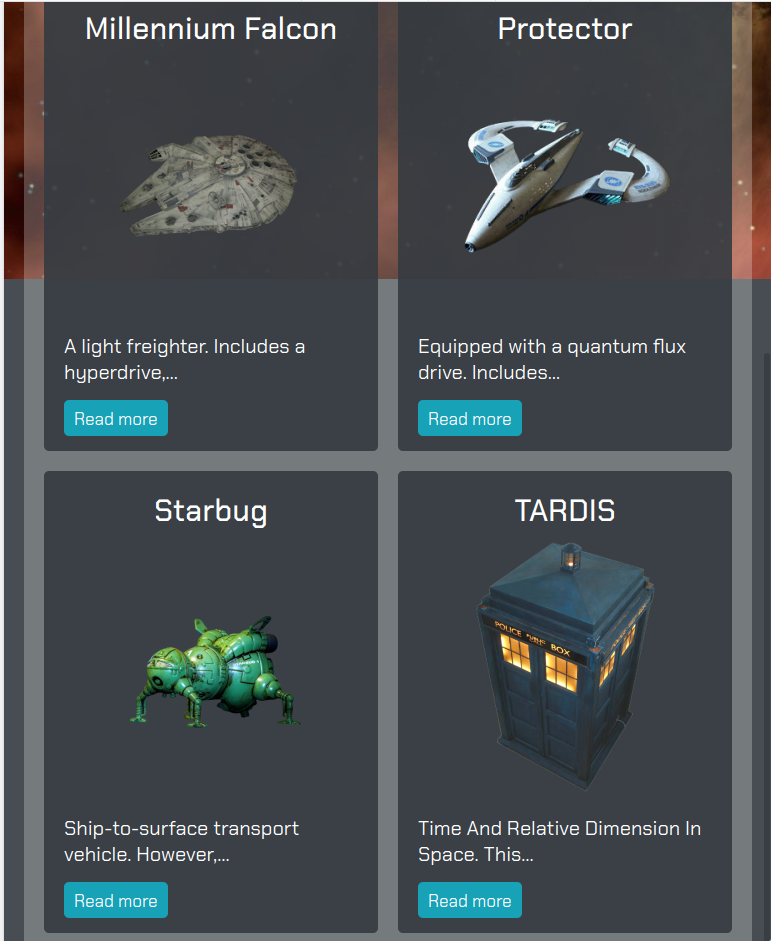 Millennium Falcon
Protector
A light freighter. Includes a
hyperdrive,...
Read more
Equipped with a quantum flux
drive. Includes...
Read more
Starbug
TARDIS
POLICE
BOX
Ship-to-surface transport
vehicle. However,...
Read more
Time And Relative Dimension In
Space. This...
Read more